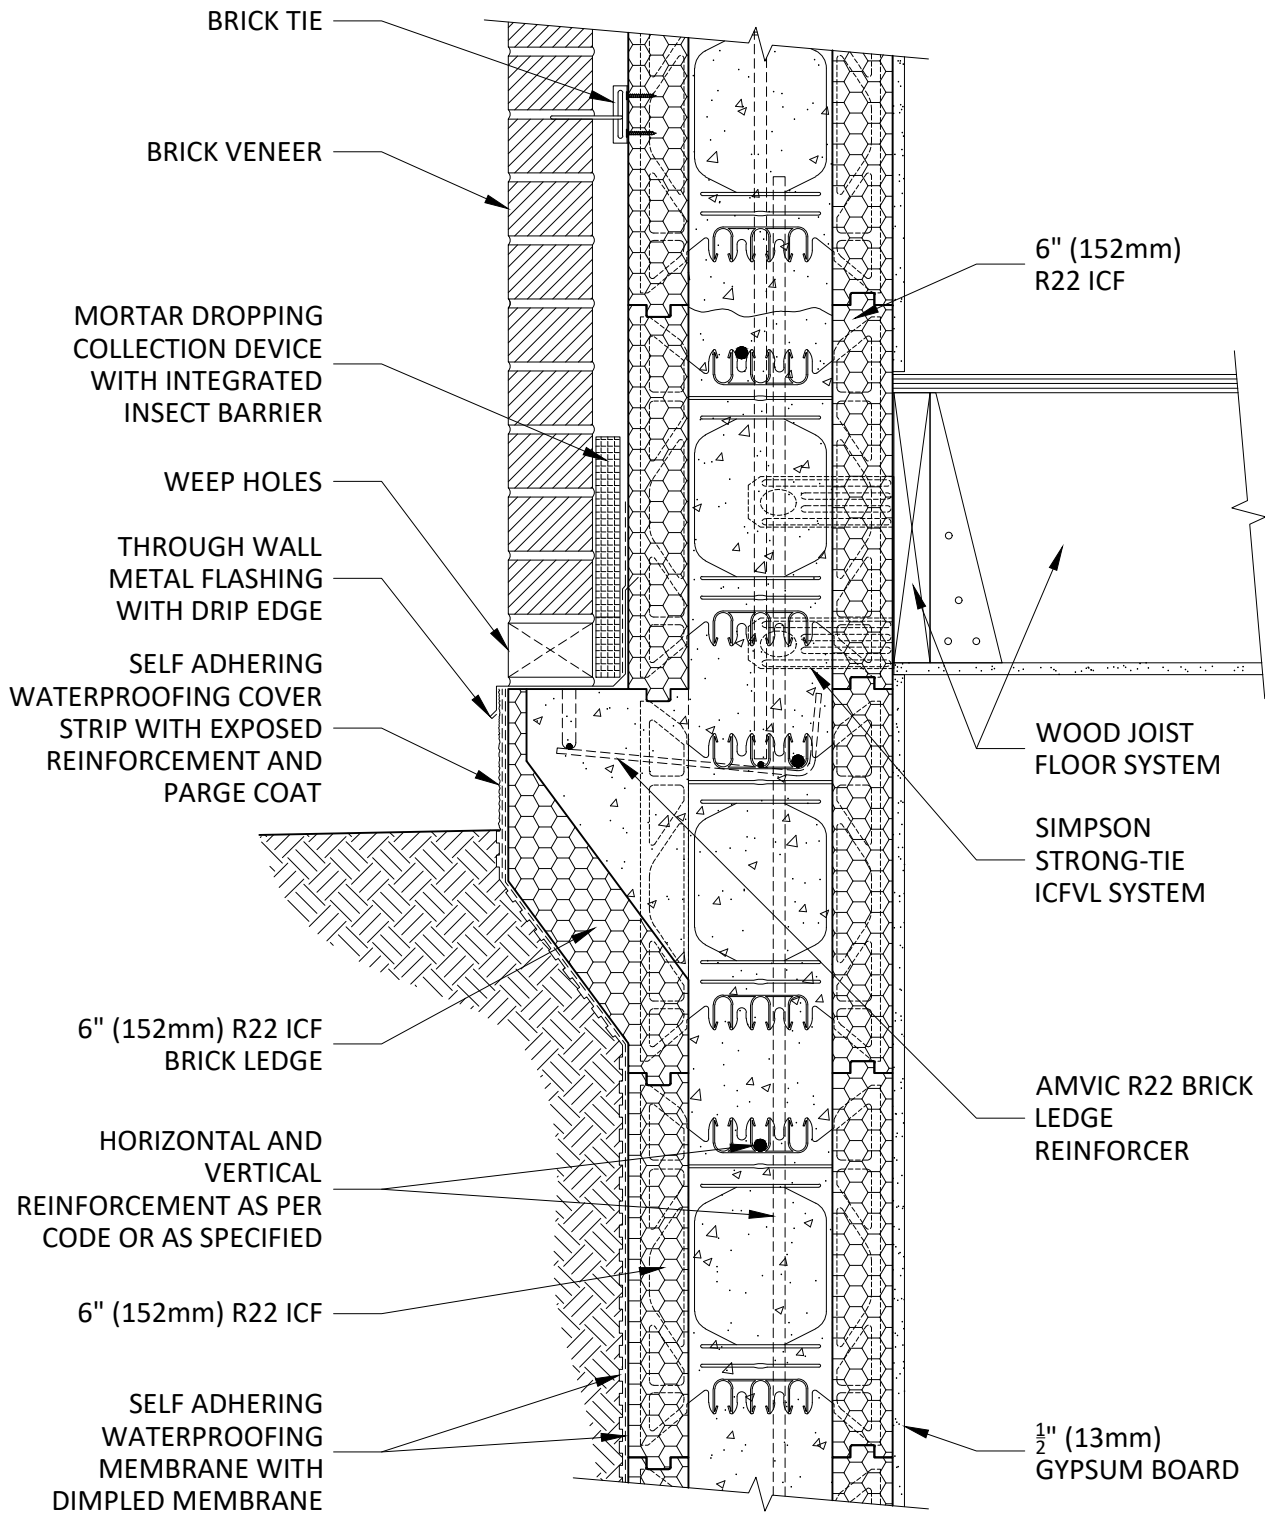 BRICK TIE
BRICK VENEER
MORTAR DROPPING
COLLECTION DEVICE
WITH INTEGRATED
INSECT BARRIER
WEEP HOLES
THROUGH WALL
METAL FLASHING
WITH DRIP EDGE
SELF ADHERING
WATERPROOFING COVER
STRIP WITH EXPOSED
REINFORCEMENT AND
PARGE COAT
6" (152mm) R22 ICF
BRICK LEDGE
HORIZONTAL AND
VERTICAL
REINFORCEMENT AS PER
CODE OR AS SPECIFIED
6" (152mm) R22 ICF
SELF ADHERING
WATERPROOFING
MEMBRANE WITH
DIMPLED MEMBRANE
6" (152mm)
R22 ICF
WOOD JOIST
FLOOR SYSTEM
SIMPSON
STRONG-TIE
ICFVL SYSTEM
AMVIC R22 BRICK
LEDGE
REINFORCER
½" (13mm)
GYPSUM BOARD